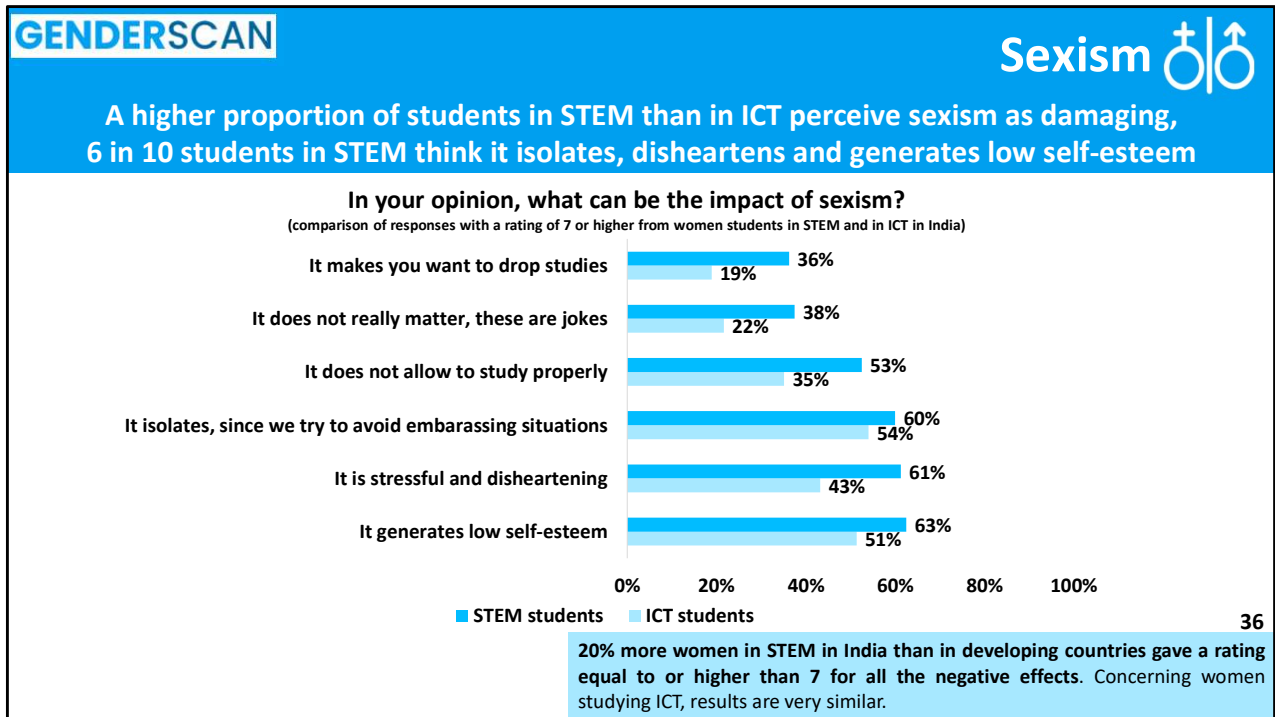 GENDERSCAN
Sexism
A higher proportion of students in STEM than in ICT perceive sexism as damaging,
6 in 10 students in STEM think it isolates, disheartens and generates low self-esteem
In your opinion, what can be the impact of sexism?
(comparison of responses with a rating of 7 or higher from women students in STEM and in ICT in India)
It makes you want to drop studies
36%
19%
It does not really matter, these are jokes
38%
22%
It does not allow to study properly
53%
35%
It isolates, since we try to avoid embarassing situations
60%
54%
It is stressful and disheartening
61%
43%
It generates low self-esteem
63%
51%
0% 20% 40% 60% 80% 100%
STEM students ICT students
36
20% more women in STEM in India than in developing countries gave a rating
equal to or higher than 7 for all the negative effects. Concerning women
studying ICT, results are very similar.